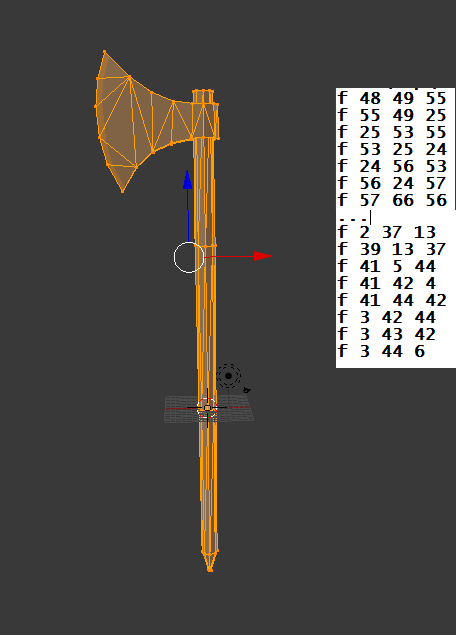 f 48 49 55
f 55 49 25
f 25 53 55
f 53 25 24
f 24 56 53
f 56 24 57
f 57 66 56
---
f 2 37 13
f 39 13 37
f 41 5 44
f 41 42 4
f 41 44 42
f 3 42 44
f 3 43 42
f 3 44 6